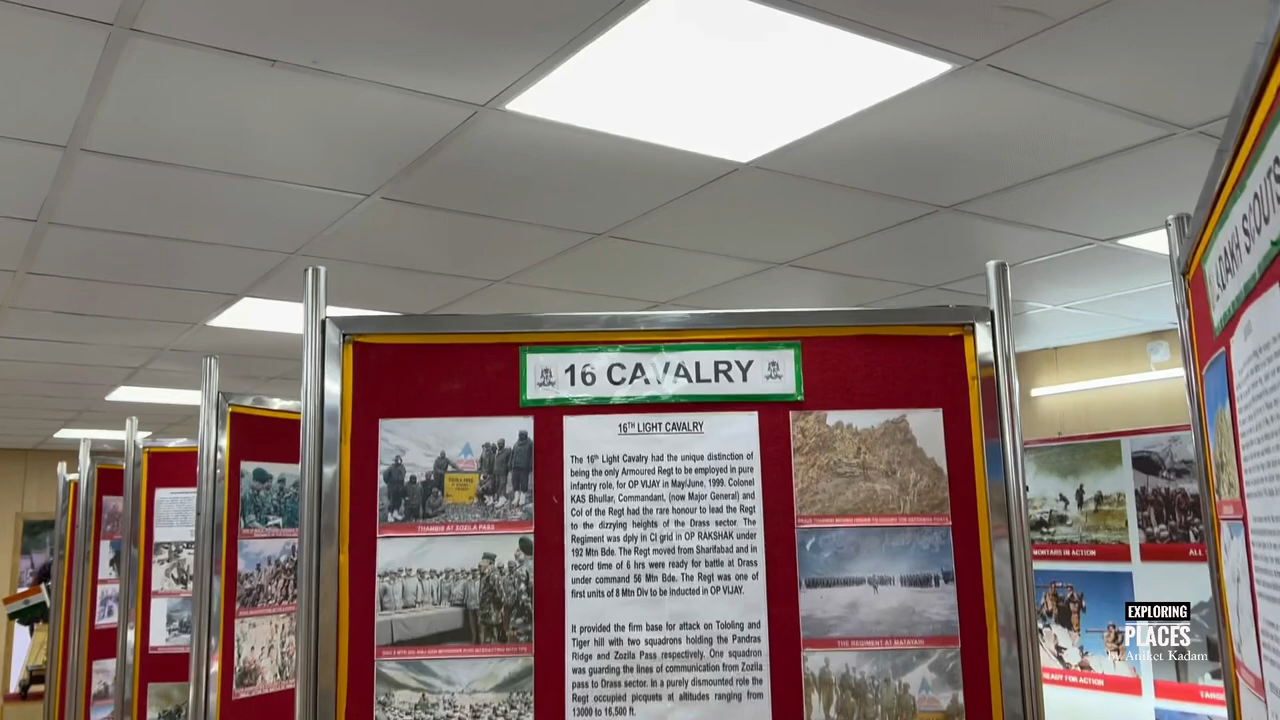 16 CAVALRY
16TH LIGHT CAVALRY
The 16th Light Cavalry had the unique distinction of
being the only Armoured Regt to be employed in pure
infantry role, for OP VIJAY in May/June, 1999. Colonel
KAS Bhullar, Commandant, (now Major General) and
Col of the Regt had the rare honour to lead the Regt
to the dizzying heights of the Drass sector. The
Regiment was dply in CI grid in OP RAKSHAK under
192 Mtn Bde. The Regt moved from Sharifabad and in
record time of 6 hrs were ready for battle at Drass
under command 56 Mtn Bde. The Regt was one of
first units of 8 Mtn Div to be inducted in OP VIJAY.
It provided the firm base for attack on Tololing and
Tiger hill with two squadrons holding the Pandras
Ridge and Zozila Pass respectively. One squadron
was guarding the lines of communication from Zozila
pass to Drass sector. In a purely dismounted role the
Regt occupied picquets at altitudes ranging from
13000 to 16,500 ft.
THAMBIS AT ZOZILA PASS
THE REGIMENT AT MATAYAIN
MORTARS IN ACTION
ALL
READY FOR ACTION
TARG
ADAKH SCOUTS
EXPLORING
PLACES
by Aniket Kadam